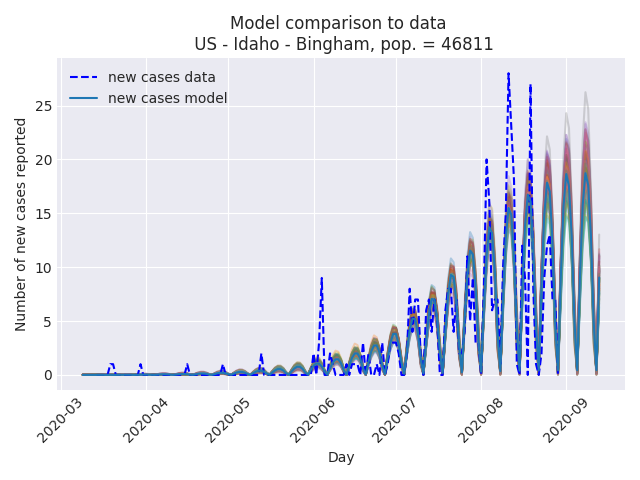 Model comparison to data
US - Idaho - Bingham, pop. = 46811
new cases data
new cases model
Number of new cases reported
25
20
15
10
5
0
2020-03
2020-04
2020-05
2020-06
2020-07
2020-08
2020-09
Day